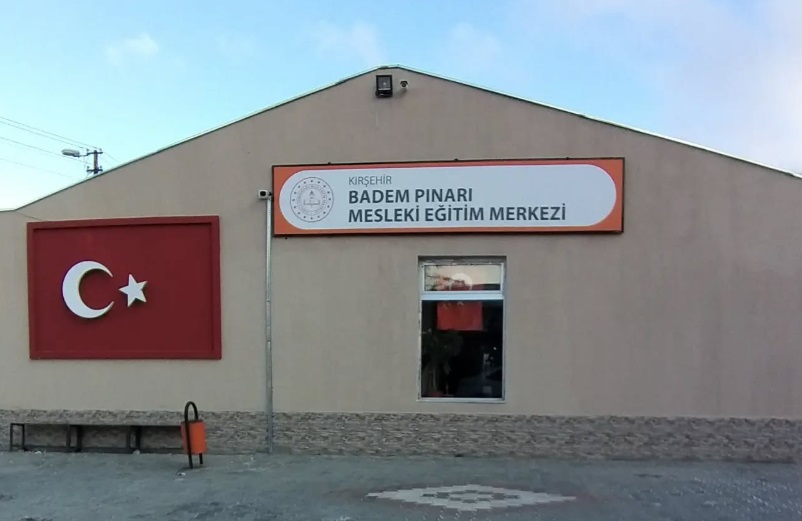 KIRŞEHİR
BADEM PINARI
MESLEKİ EĞİTİM MERKEZİ